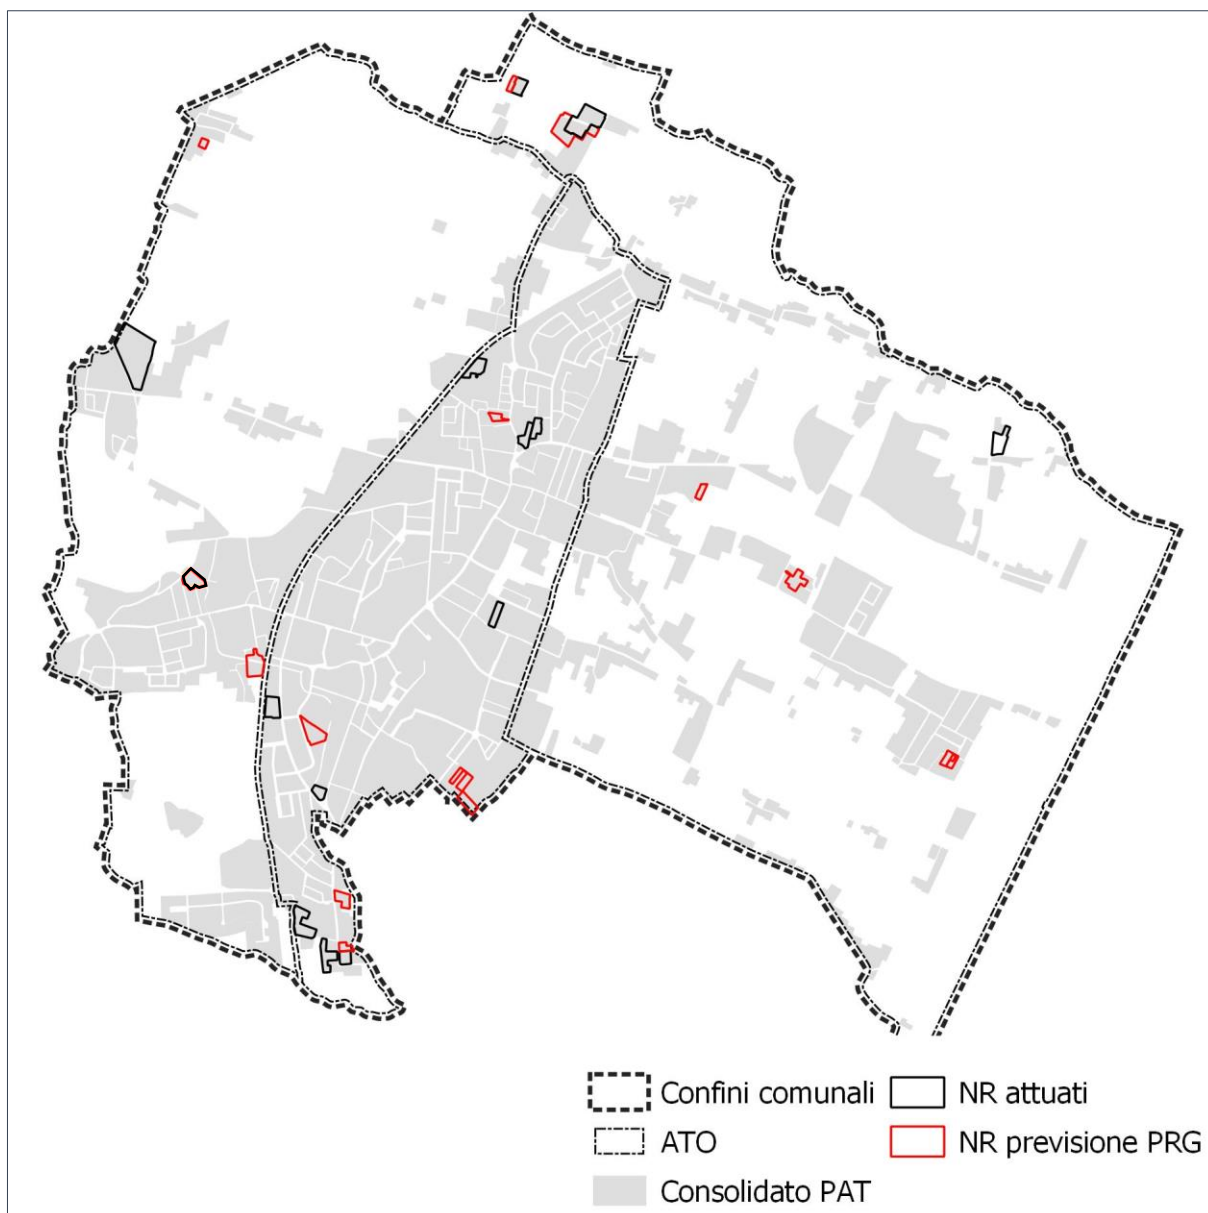 Confini comunali
NR attuati
ATO
NR previsione PRG
Consolidato PAT